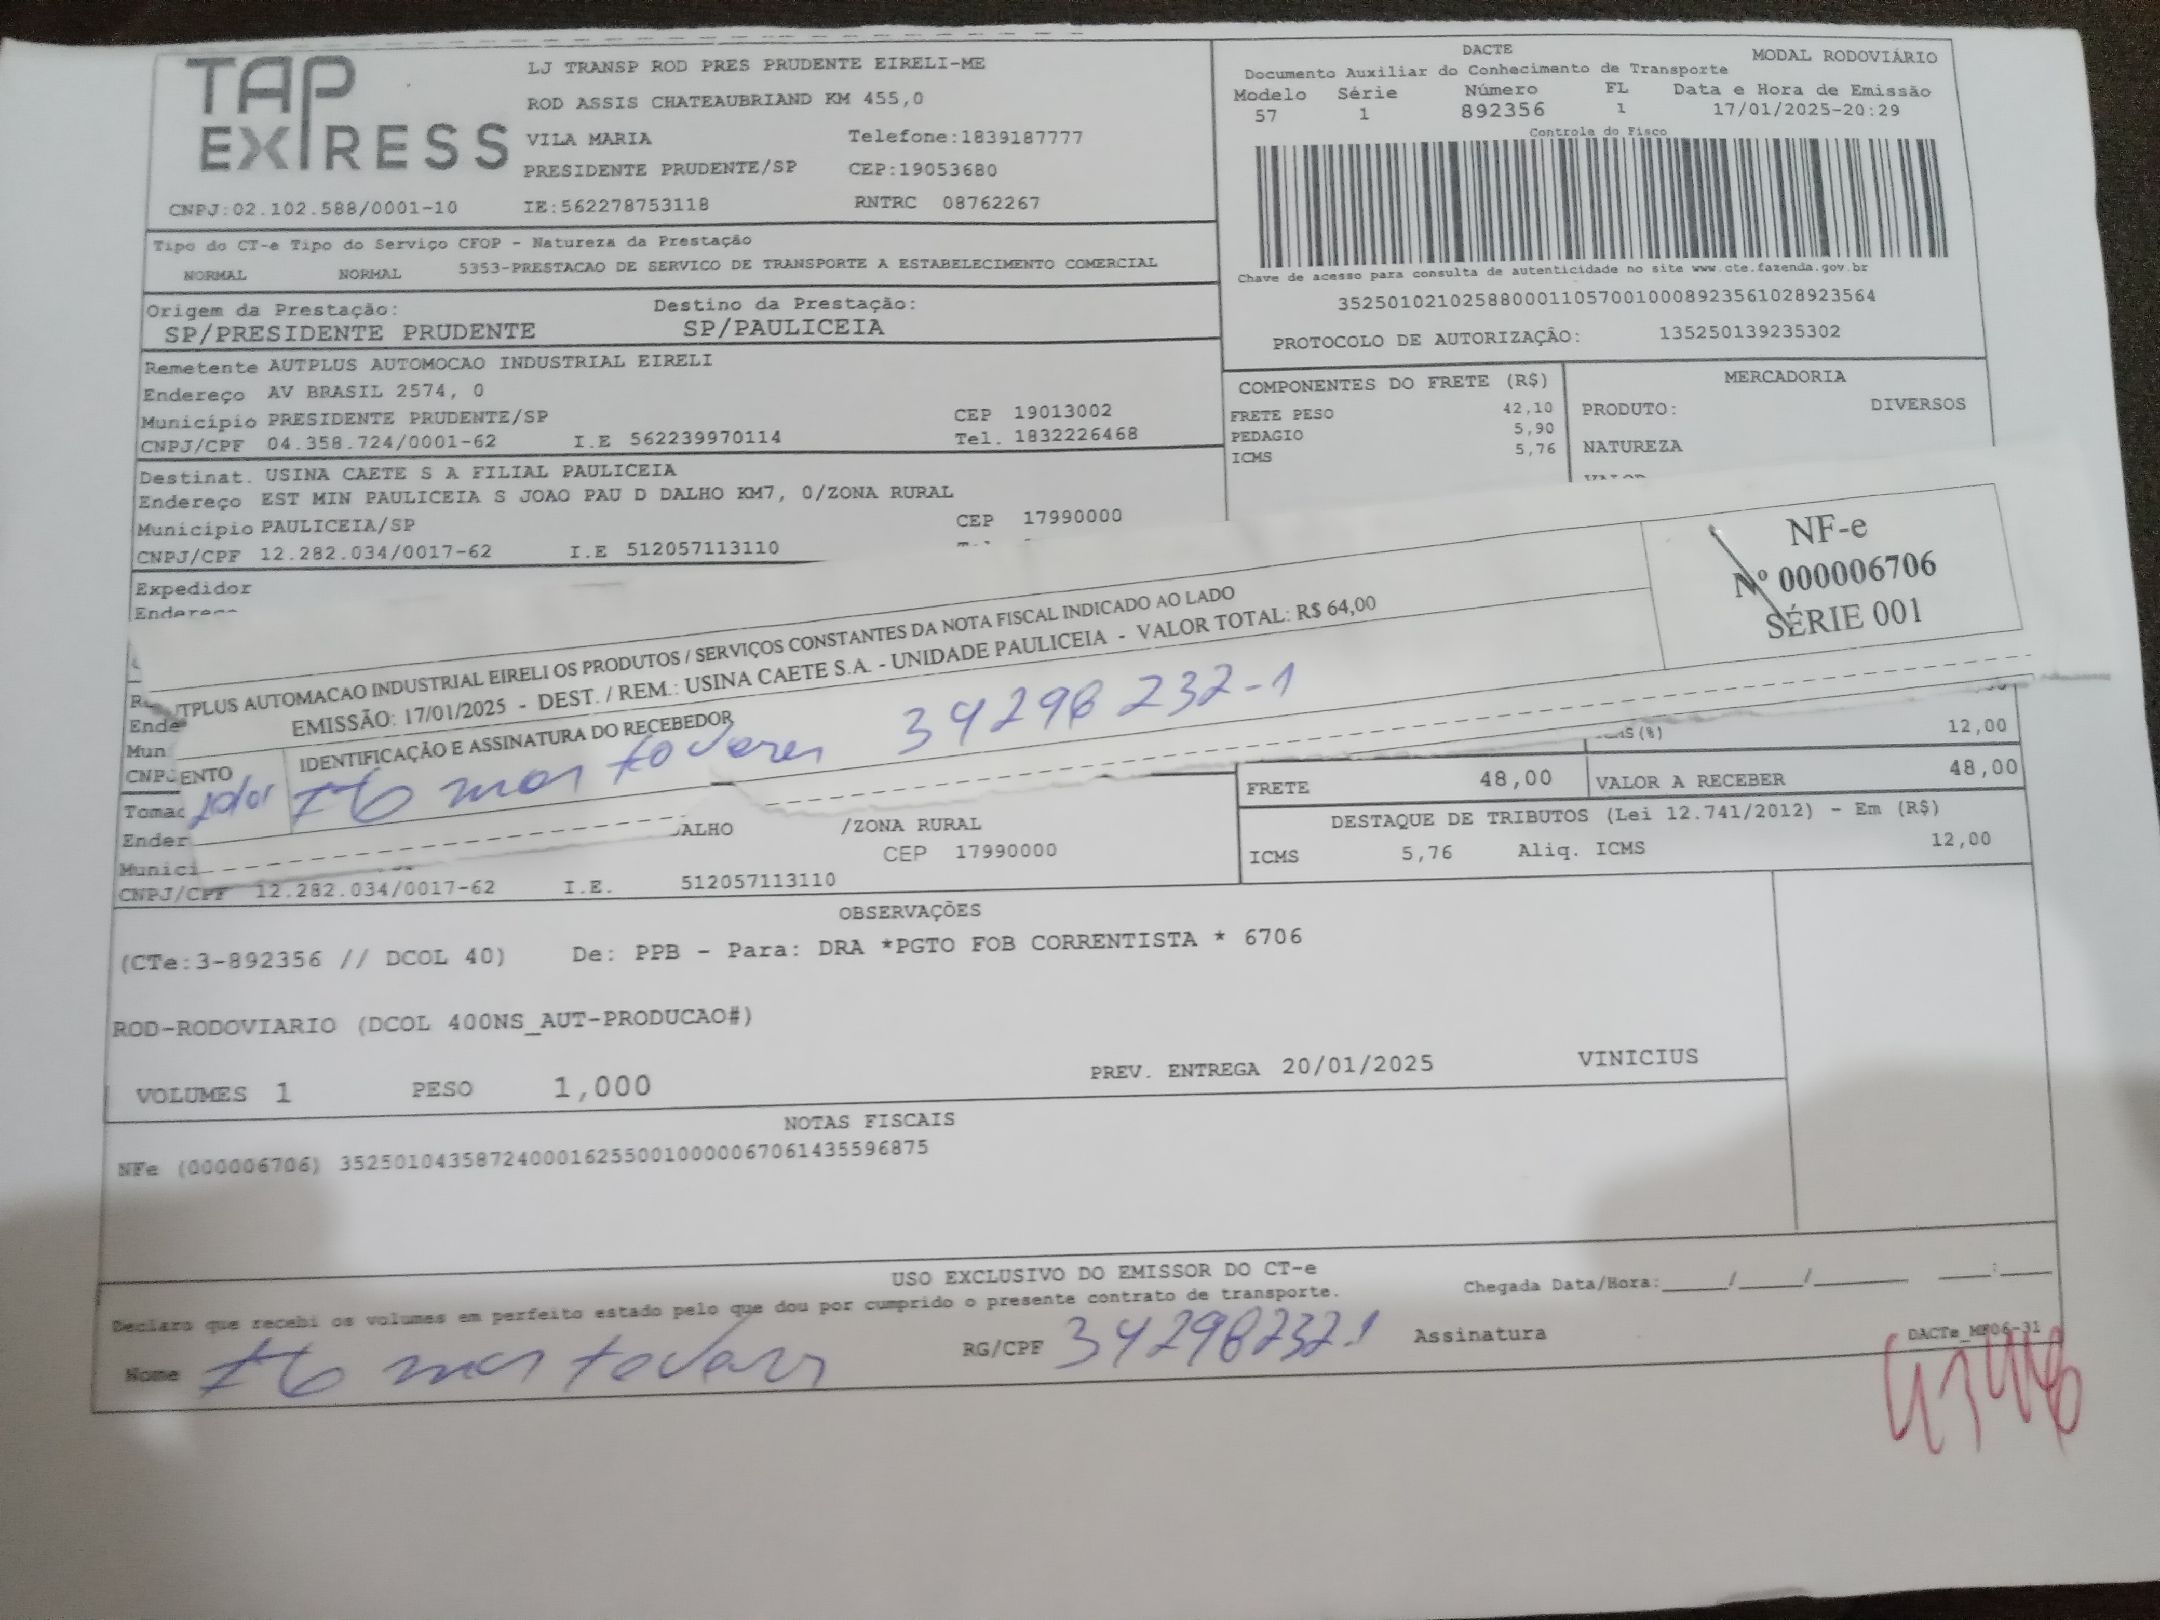 TAP EXPRESS
LJ TRANSP ROD PRES PRUDENTE EIRELI-ME
ROD ASSIS CHATEAUBRIAND KM 455,0
VILA MARIA Telefone:1839187777
PRESIDENTE PRUDENTE/SP CEP:19053680
CNPJ:02.102.588/0001-10 IE:562278753118 RNTRC 08762267
DACTE MODAL RODOVIÁRIO
Documento Auxiliar do Conhecimento de Transporte
Modelo Série Número FL Data e Hora de Emissão
57 1 892356 1 17/01/2025-20:29
Controle do Fisco
Chave de acesso para consulta de autenticidade no site www.cte.fazenda.gov.br
35250102102588000110570010008923561028923564
PROTOCOLO DE AUTORIZAÇÃO: 135250139235302
Tipo do CT-e Tipo do Serviço CFOP - Natureza da Prestação
NORMAL NORMAL 5353-PRESTACAO DE SERVICO DE TRANSPORTE A ESTABELECIMENTO COMERCIAL
Origem da Prestação: Destino da Prestação:
SP/PRESIDENTE PRUDENTE SP/PAULICEIA
Remetente AUTPLUS AUTOMOCAO INDUSTRIAL EIRELI
Endereço AV BRASIL 2574, 0
Município PRESIDENTE PRUDENTE/SP CEP 19013002
CNPJ/CPF 04.358.724/0001-62 I.E 562239970114 Tel. 1832226468
Destinat. USINA CAETE S A FILIAL PAULICEIA
Endereço EST MIN PAULICEIA S JOAO PAU D DALHO KM7, 0/ZONA RURAL
Município PAULICEIA/SP CEP 17990000
CNPJ/CPF 12.282.034/0017-62 I.E 512057113110
Expedidor
COMPONENTES DO FRETE (R$)
FRETE PESO 42,10
PEDAGIO 5,90
ICMS 5,76
MERCADORIA
PRODUTO: DIVERSOS
NATUREZA
UTPLUS AUTOMACAO INDUSTRIAL EIRELI OS PRODUTOS / SERVIÇOS CONSTANTES DA NOTA FISCAL INDICADO AO LADO
EMISSÃO: 17/01/2025 - DEST. / REM.: USINA CAETE S.A. - UNIDADE PAULICEIA - VALOR TOTAL: R$ 64,00
IDENTIFICAÇÃO E ASSINATURA DO RECEBEDOR
34298232-1
NF-e
Nº 000006706
SÉRIE 001
Ende
Mun
ENTO
Tomad
Ender
Munici
(%) 12,00
FRETE 48,00 VALOR A RECEBER 48,00
DESTAQUE DE TRIBUTOS (Lei 12.741/2012) - Em (R$)
ICMS 5,76 Aliq. ICMS 12,00
ALHO /ZONA RURAL
CEP 17990000
CNPJ/CPF 12.282.034/0017-62 I.E. 512057113110
OBSERVAÇÕES
(CTe:3-892356 // DCOL 40) De: PPB - Para: DRA *PGTO FOB CORRENTISTA * 6706
ROD-RODOVIARIO (DCOL 400NS_AUT-PRODUCAO#)
VOLUMES 1 PESO 1,000 PREV. ENTREGA 20/01/2025 VINICIUS
NOTAS FISCAIS
NFe (000006706) 35250104358724000162550010000067061435596875
USO EXCLUSIVO DO EMISSOR DO CT-e
Declara que recebi os volumes em perfeito estado pelo que dou por cumprido o presente contrato de transporte.
Chegada Data/Hora:____/____/______ ___:___
Nome RG/CPF 342982321 Assinatura